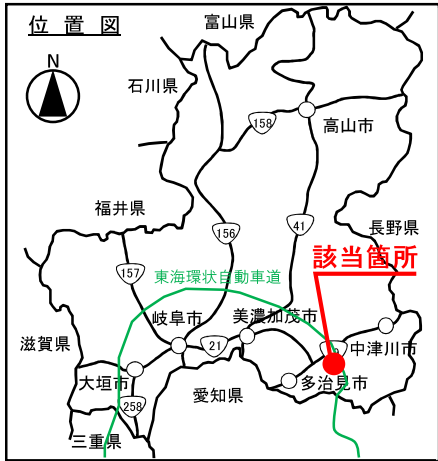 位 置 図
富山県
N
石川県
158
高山市
福井県
156
41
長野県
157
東海環状自動車道
該当箇所
岐阜市
美濃加茂市
21
滋賀県
中津川市
大垣市
多治見市
愛知県
258
三重県